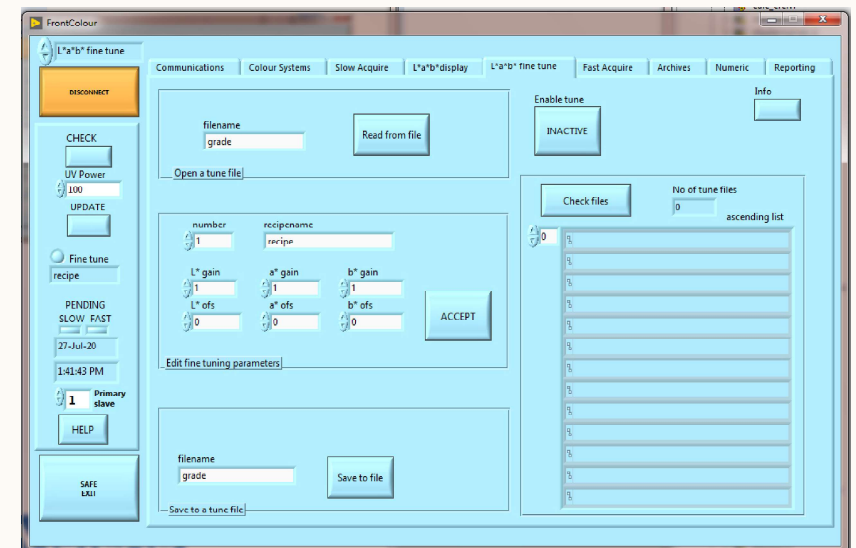 FrontColour
L*a*b* fine tune
DISCONNECT
CHECK
UV Power
100
UPDATE
Fine tune
recipe
PENDING
SLOW FAST
27-Jul-20
1:41:43 PM
1 Primary
slave
HELP
SAFE
EXIT
Communications Colour Systems Slow Acquire L*a*b*display L*a*b* fine tune Fast Acquire Archives Numeric Reporting
filename
grade
Read from file
Open a tune file
number recipename
1 recipe
L* gain a* gain b* gain
1 1 1
L* ofs a* ofs b* ofs
0 0 0
ACCEPT
Edit fine tuning parameters
filename
grade
Save to file
Save to a tune file
Enable tune
INACTIVE
Info
Check files
No of tune files
0
ascending list
0 %
%
%
%
%
%
%
%
%
%
%
%
%